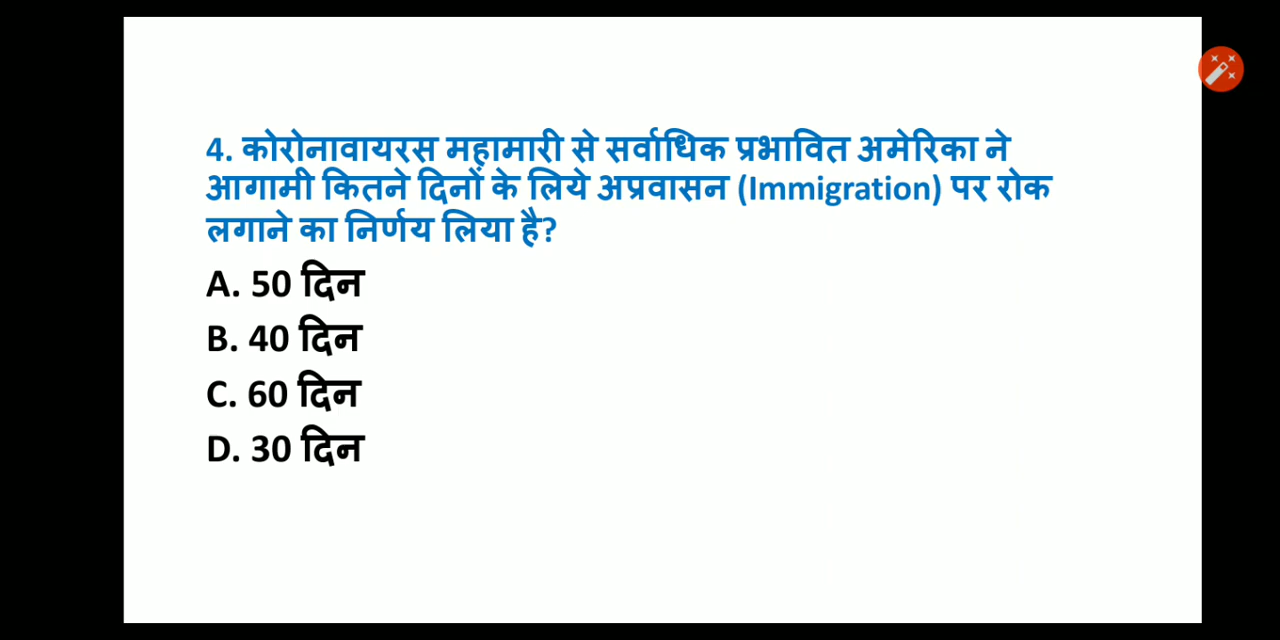 4. कोरोनावायरस महामारी से सर्वाधिक प्रभावित अमेरिका ने
आगामी कितने दिनों के लिये अप्रवासन (Immigration) पर रोक
लगाने का निर्णय लिया है?
A. 50 दिन
B. 40 दिन
C. 60 दिन
D. 30 दिन